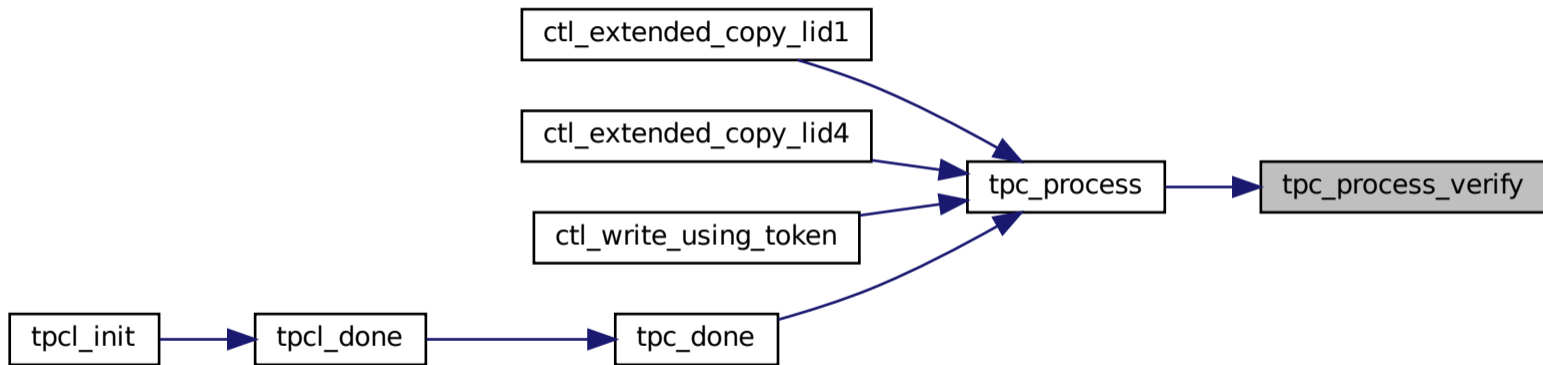 ctl_extended_copy_lid1
ctl_extended_copy_lid4
tpc_process
tpc_process_verify
ctl_write_using_token
tpcl_init
tpcl_done
tpc_done